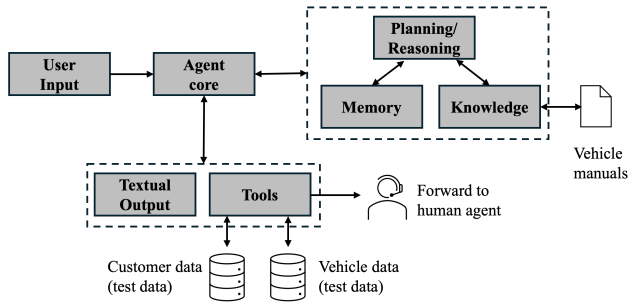 Planning/
Reasoning
User
Input
Agent
core
Memory
Knowledge
Vehicle
manuals
Textual
Output
Tools
Forward to
human agent
Customer data
(test data)
Vehicle data
(test data)